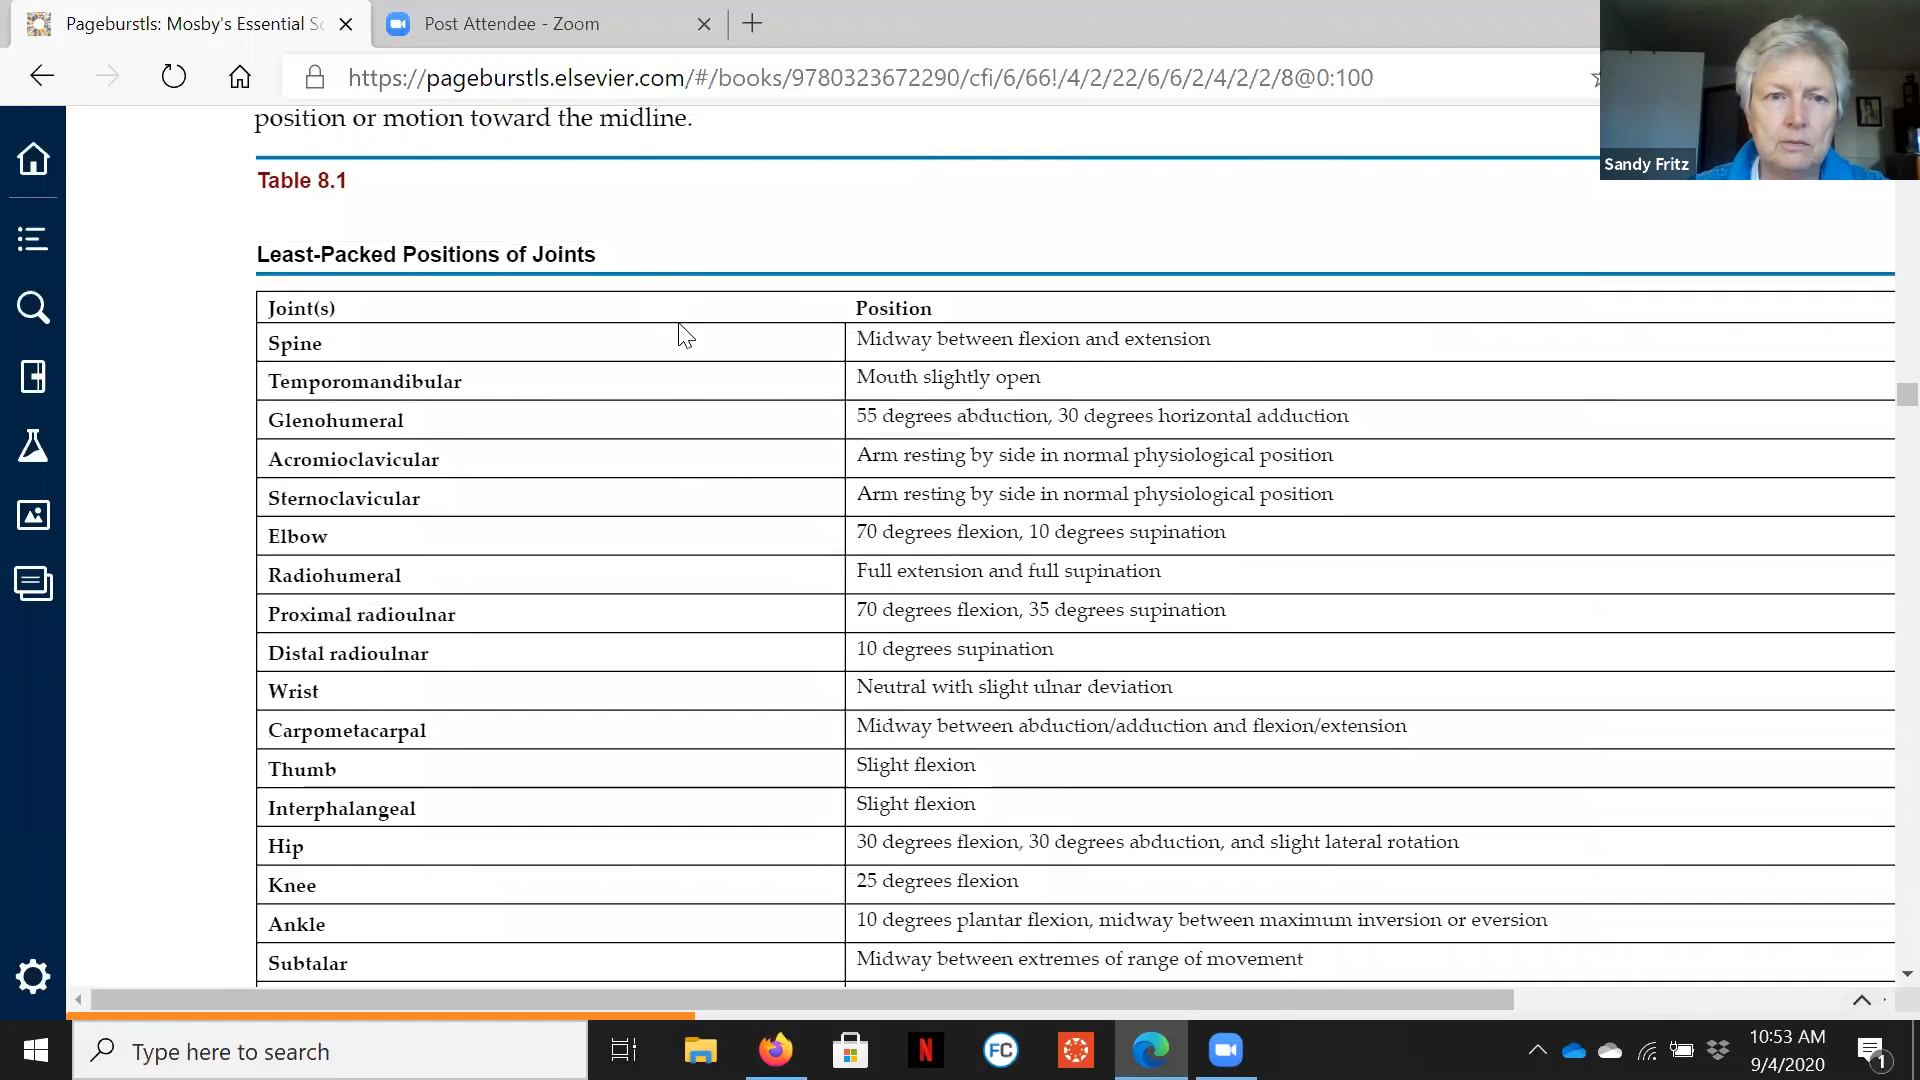 Pageburstls: Mosby's Essential Sc
Post Attendee - Zoom
https://pageburstls.elsevier.com/#/books/9780323672290/cfi/6/66!/4/2/22/6/6/2/4/2/2/8@0:100
Sandy Fritz
position or motion toward the midline.
Table 8.1
Least-Packed Positions of Joints
Joint(s) Position
Spine Midway between flexion and extension
Temporomandibular Mouth slightly open
Glenohumeral 55 degrees abduction, 30 degrees horizontal adduction
Acromioclavicular Arm resting by side in normal physiological position
Sternoclavicular Arm resting by side in normal physiological position
Elbow 70 degrees flexion, 10 degrees supination
Radiohumeral Full extension and full supination
Proximal radioulnar 70 degrees flexion, 35 degrees supination
Distal radioulnar 10 degrees supination
Wrist Neutral with slight ulnar deviation
Carpometacarpal Midway between abduction/adduction and flexion/extension
Thumb Slight flexion
Interphalangeal Slight flexion
Hip 30 degrees flexion, 30 degrees abduction, and slight lateral rotation
Knee 25 degrees flexion
Ankle 10 degrees plantar flexion, midway between maximum inversion or eversion
Subtalar Midway between extremes of range of movement
Type here to search
N
FC
10:53 AM
9/4/2020
1